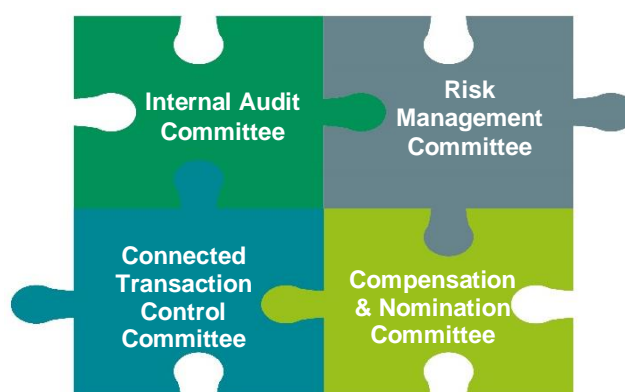 Internal Audit
Committee
Risk
Management
Committee
Connected
Transaction
Control
Committee
Compensation
& Nomination
Committee